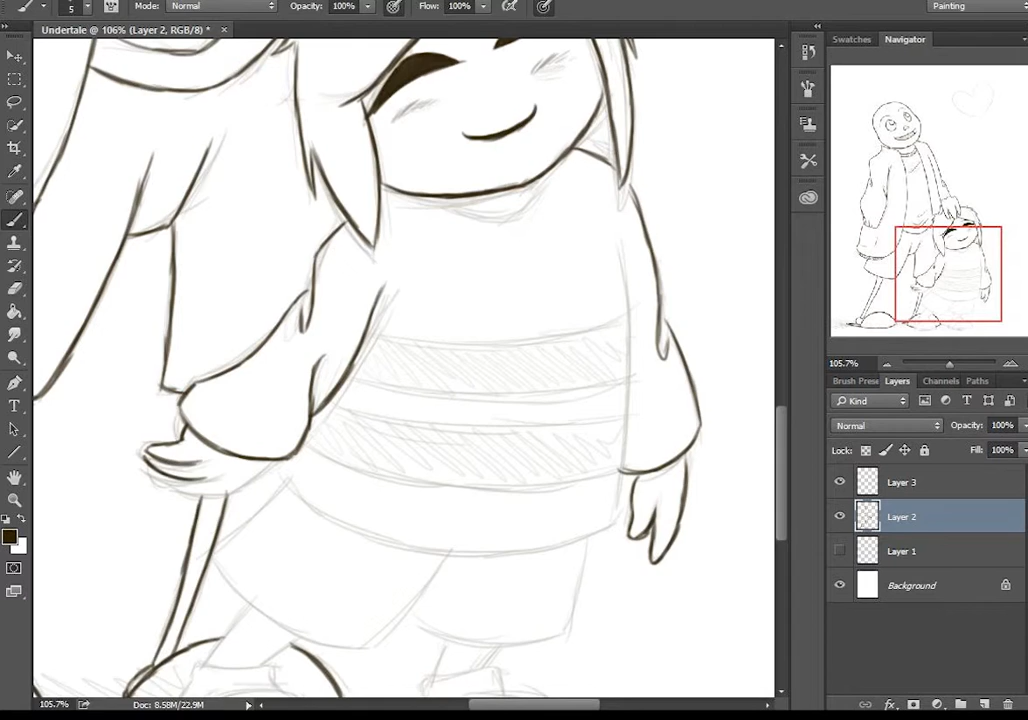 5 Mode: Normal Opacity: 100% Flow: 100% Painting
Undertale @ 106% (Layer 2, RGB/8) * ×
Swatches Navigator
105.7%
Brush Prese Layers Channels Paths
Kind
Normal Opacity: 100%
Lock: Fill: 100%
Layer 3
Layer 2
Layer 1
Background
T
fx
105.7% Doc: 8.58M/22.9M